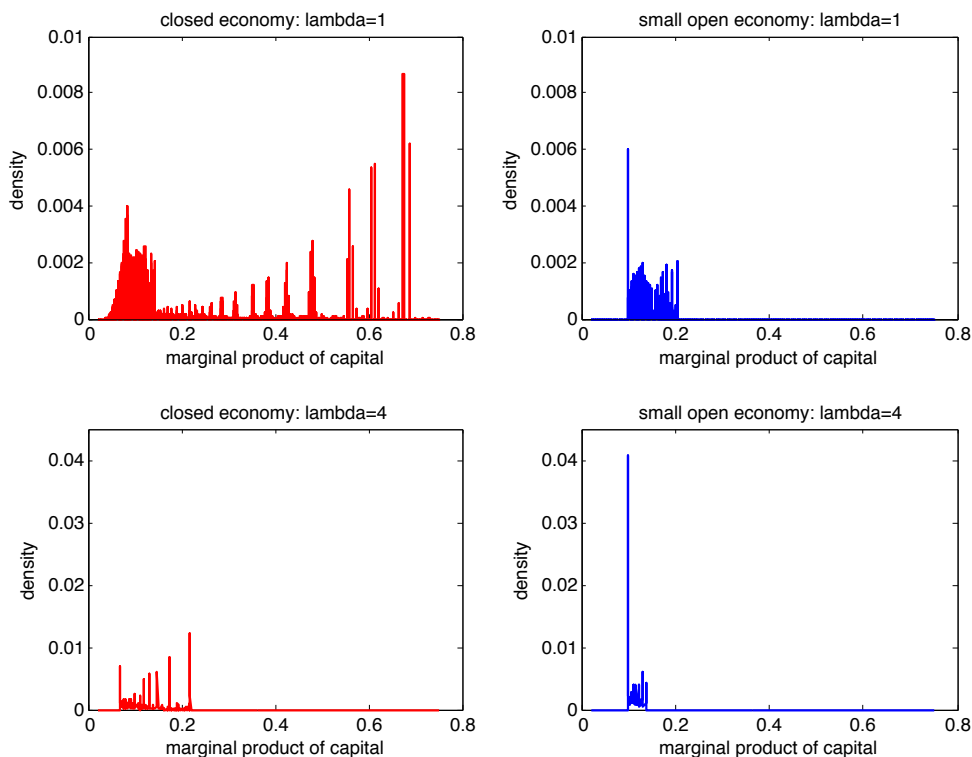 closed economy: lambda=1
0.01
0.008
0.006
0.004
0.002
0
density
0 0.2 0.4 0.6 0.8
marginal product of capital
small open economy: lambda=1
0.01
0.008
0.006
0.004
0.002
0
density
0 0.2 0.4 0.6 0.8
marginal product of capital
closed economy: lambda=4
0.04
0.03
0.02
0.01
0
density
0 0.2 0.4 0.6 0.8
marginal product of capital
small open economy: lambda=4
0.04
0.03
0.02
0.01
0
density
0 0.2 0.4 0.6 0.8
marginal product of capital